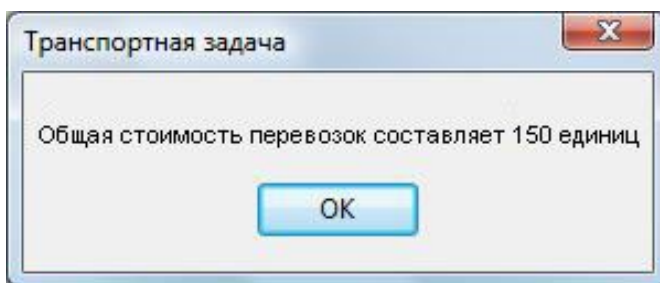 Транспортная задача
Общая стоимость перевозок составляет 150 единиц
OK